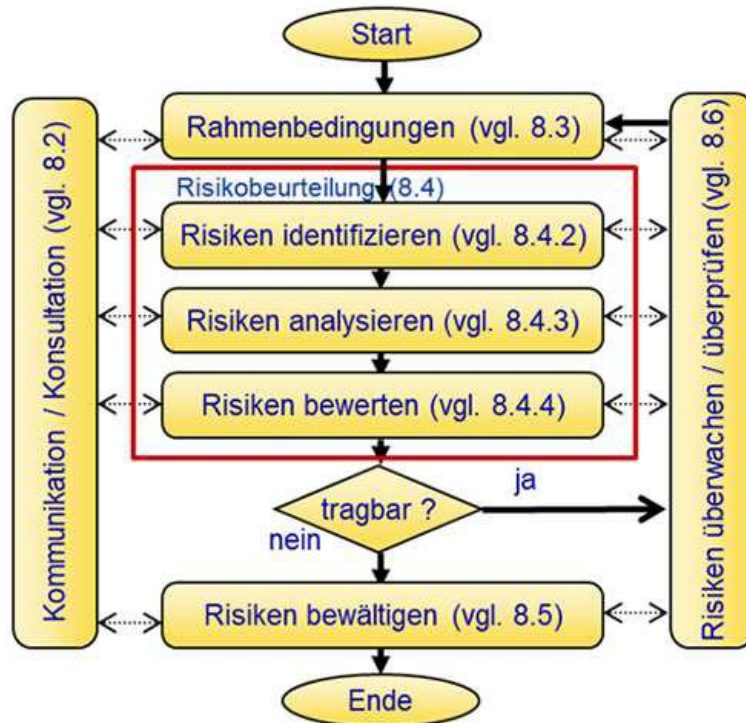 Start
Rahmenbedingungen (vgl. 8.3)
Risikobeurteilung (8.4)
Risiken identifizieren (vgl. 8.4.2)
Risiken analysieren (vgl. 8.4.3)
Risiken bewerten (vgl. 8.4.4)
tragbar ?
ja
nein
Risiken bewältigen (vgl. 8.5)
Ende
Kommunikation / Konsultation (vgl. 8.2)
Risiken überwachen / überprüfen (vgl. 8.6)